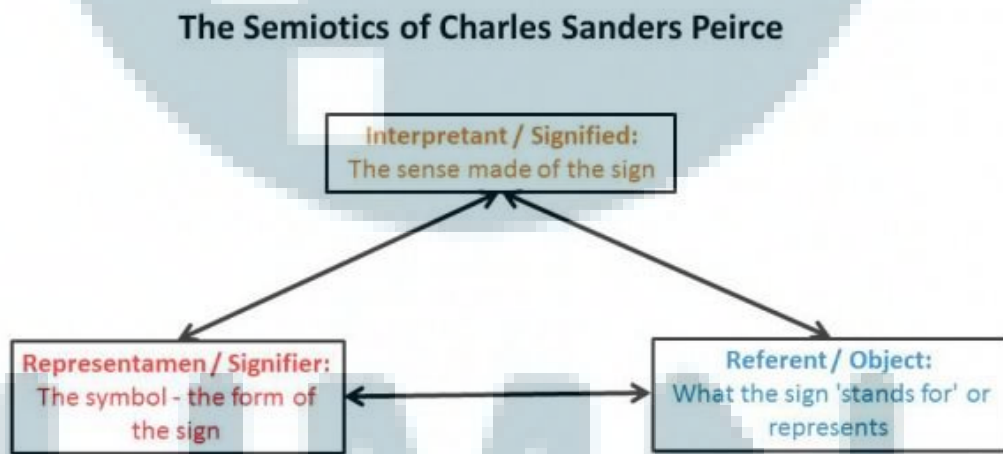 The Semiotics of Charles Sanders Peirce
Interpretant / Signified:
The sense made of the sign
Representamen / Signifier:
The symbol - the form of
the sign
Referent / Object:
What the sign 'stands for' or
represents